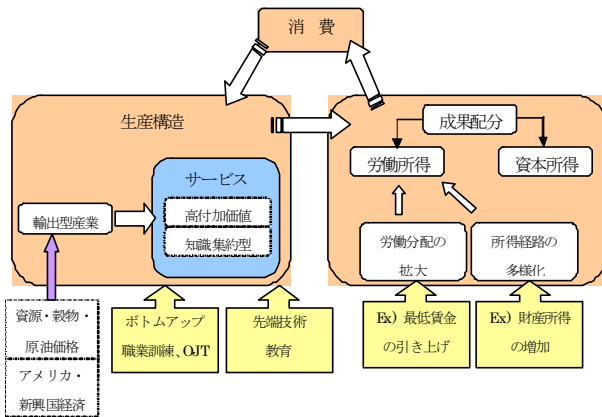 消 費
生産構造
サービス
高付加価値
知識集約型
輸出型産業
成果配分
労働所得
資本所得
労働分配の
拡大
所得経路の
多様化
資源・穀物・
原油価格
アメリカ・
新興国経済
ボトムアップ
職業訓練、OJT
先端技術
教育
Ex) 最低賃金
の引き上げ
Ex) 財産所得
の増加